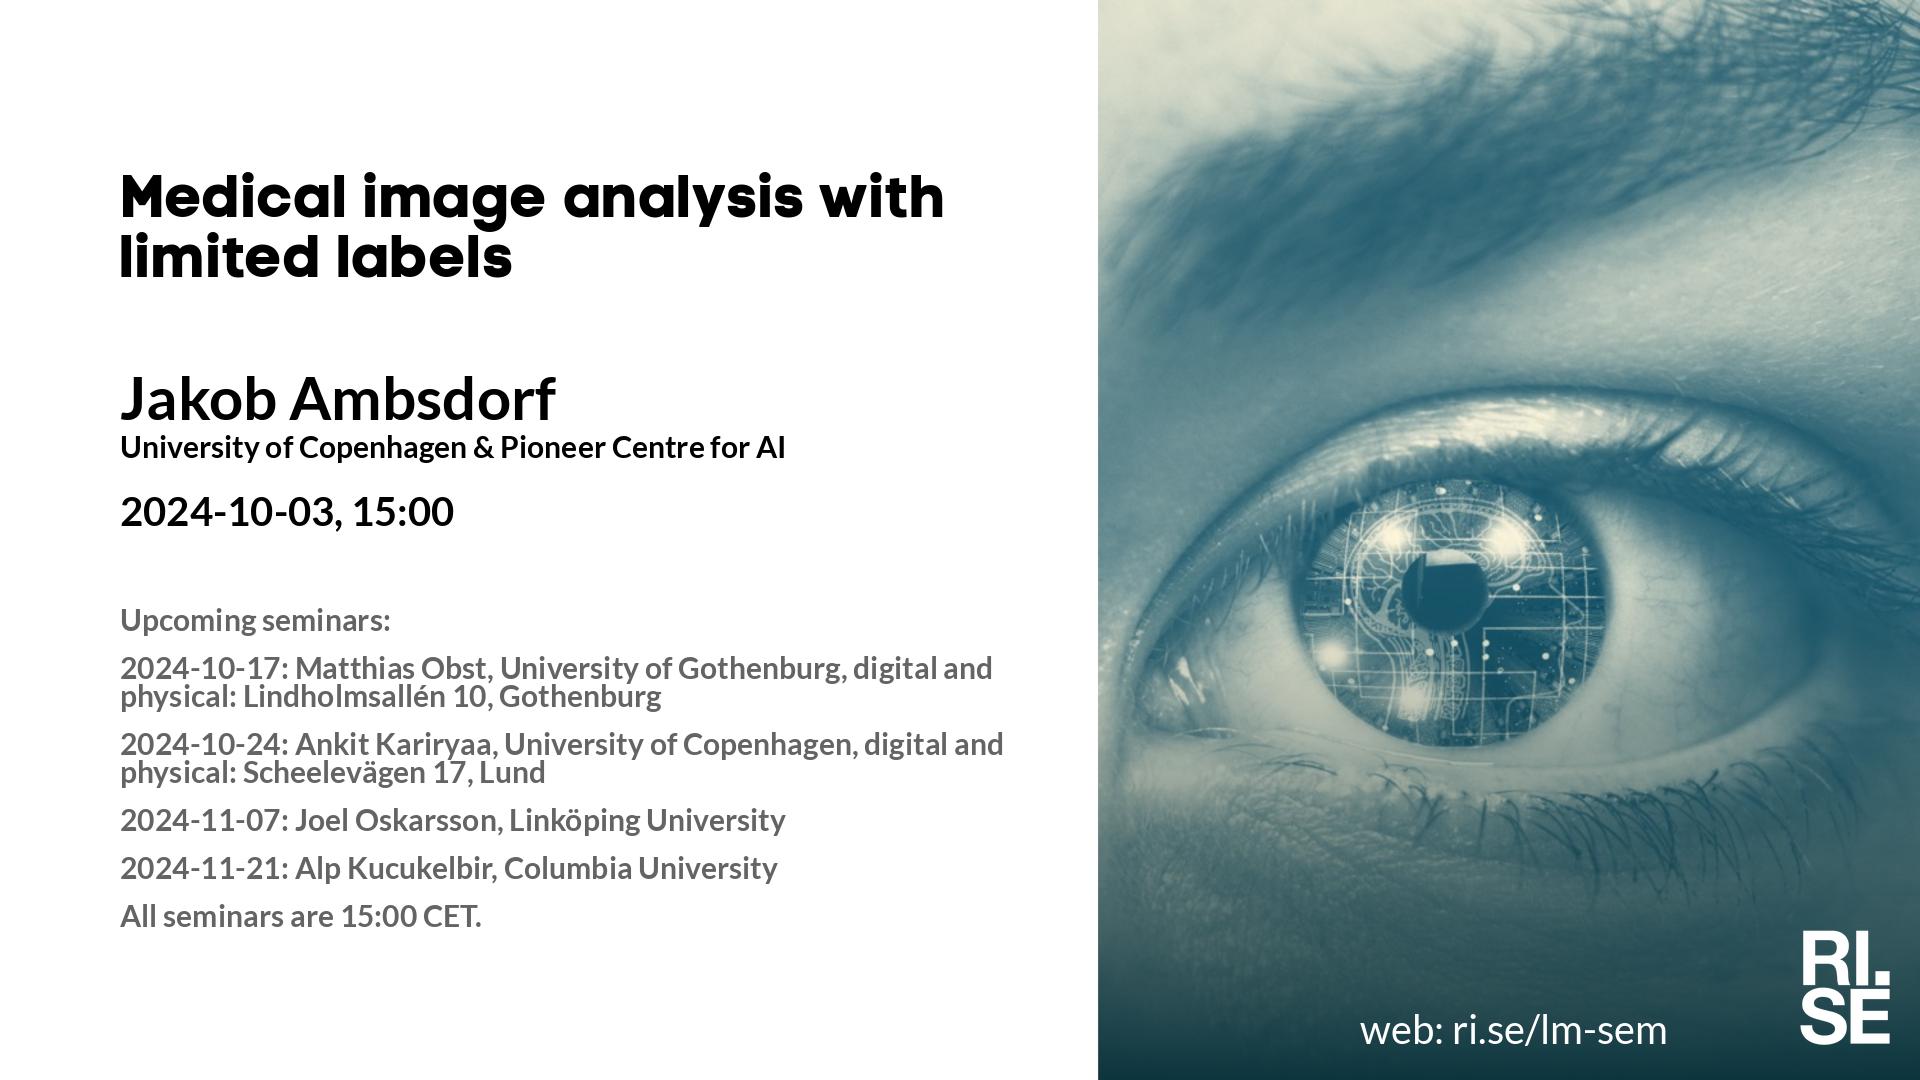 Medical image analysis with
limited labels
Jakob Ambsdorf
University of Copenhagen & Pioneer Centre for AI
2024-10-03, 15:00
Upcoming seminars:
2024-10-17: Matthias Obst, University of Gothenburg, digital and
physical: Lindholmsallén 10, Gothenburg
2024-10-24: Ankit Kariryaa, University of Copenhagen, digital and
physical: Scheelevägen 17, Lund
2024-11-07: Joel Oskarsson, Linköping University
2024-11-21: Alp Kucukelbir, Columbia University
All seminars are 15:00 CET.
web: ri.se/lm-sem
RI.
SE